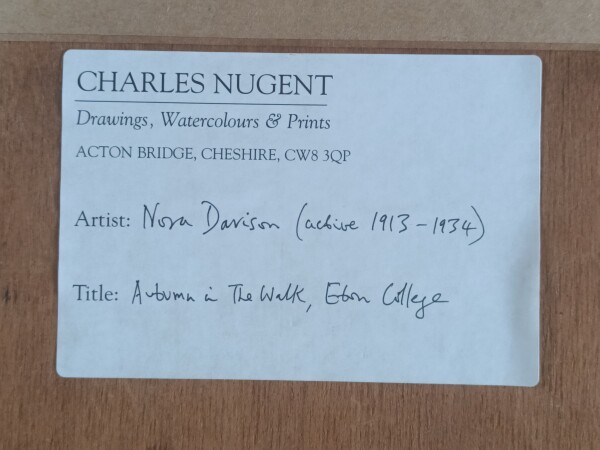 CHARLES NUGENT
Drawings, Watercolours & Prints
ACTON BRIDGE, CHESHIRE, CW8 3QP
Artist: Nora Davison (active 1913 – 1934)
Title: Autumn in The Walk, Eton College